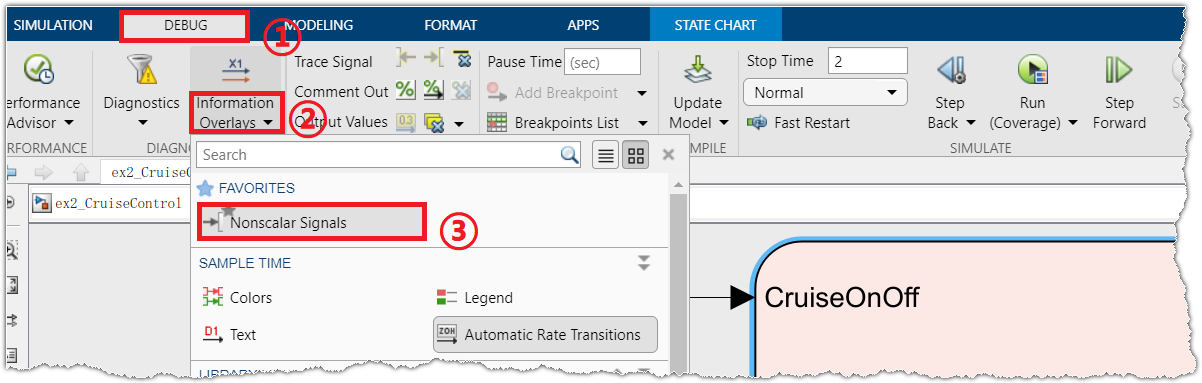 SIMULATION DEBUG MODELING FORMAT APPS STATE CHART
①
X1
Trace Signal
Pause Time (sec)
Stop Time 2
erformance
Advisor
Diagnostics
Information
Overlays
②
Comment Out
Add Breakpoint
Update
Model
Normal
Step
Back
Run
(Coverage)
Step
Forward
Output Values 0.3
Breakpoints List
Fast Restart
RFORMANCE
DIAGN
MPILE
SIMULATE
Search
ex2_CruiseC
FAVORITES
ex2_CruiseControl
Nonscalar Signals
③
SAMPLE TIME
Colors
Legend
CruiseOnOff
D1 Text
ZOH Automatic Rate Transitions